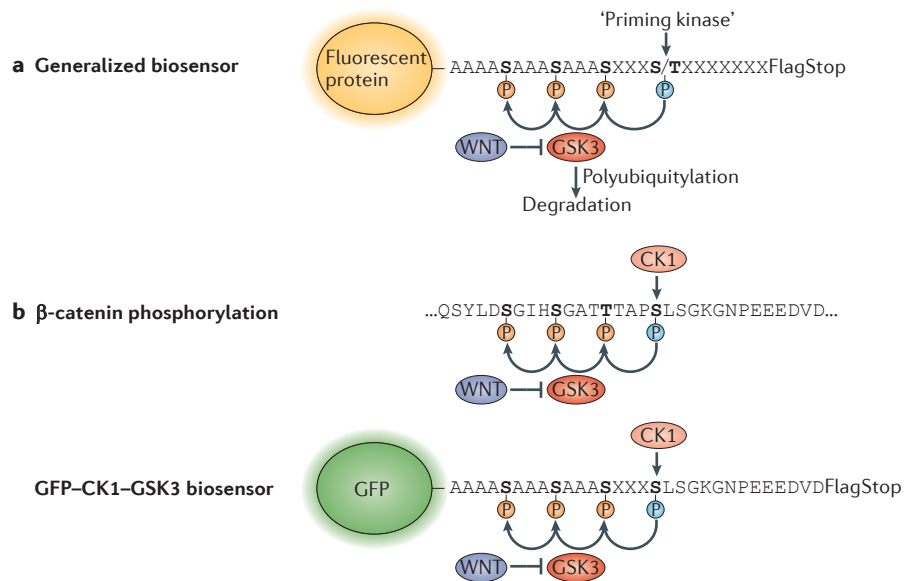 'Priming kinase'
a Generalized biosensor
Fluorescent
protein
AAAASAAASAAASXXXS/TXXXXXXXFlagStop
P P P P
WNT GSK3
Polyubiquitylation
Degradation
CK1
b β-catenin phosphorylation
...QSYLDSGIHSGATTTAPSLSGKGNPEEEDVD...
P P P P
WNT GSK3
CK1
GFP–CK1–GSK3 biosensor
GFP
AAAASAAASAAASXXXSLSGKGNPEEEDVDFlagStop
P P P P
WNT GSK3